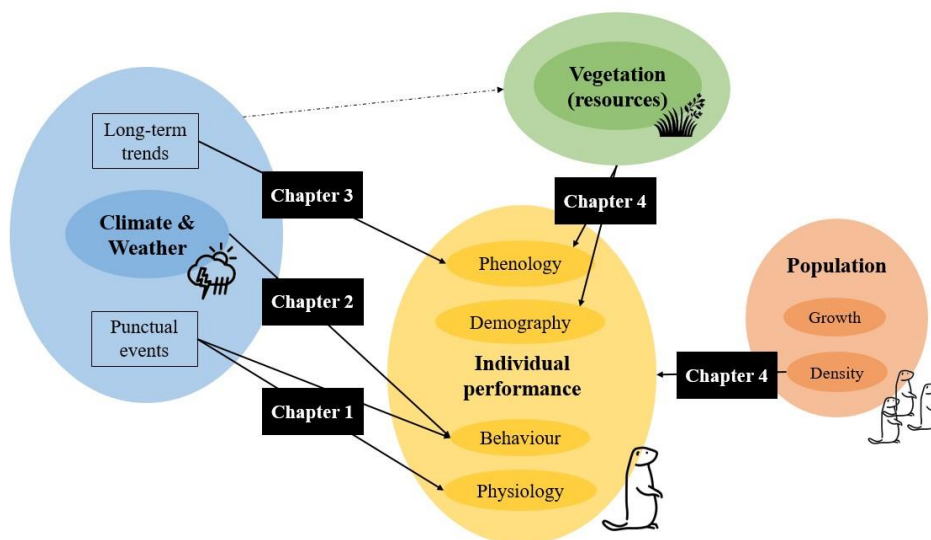 Vegetation
(resources)
Long-term
trends
Chapter 3
Chapter 4
Climate &
Weather
Phenology
Population
Chapter 2
Demography
Growth
Punctual
events
Individual
performance
Chapter 4
Density
Chapter 1
Behaviour
Physiology